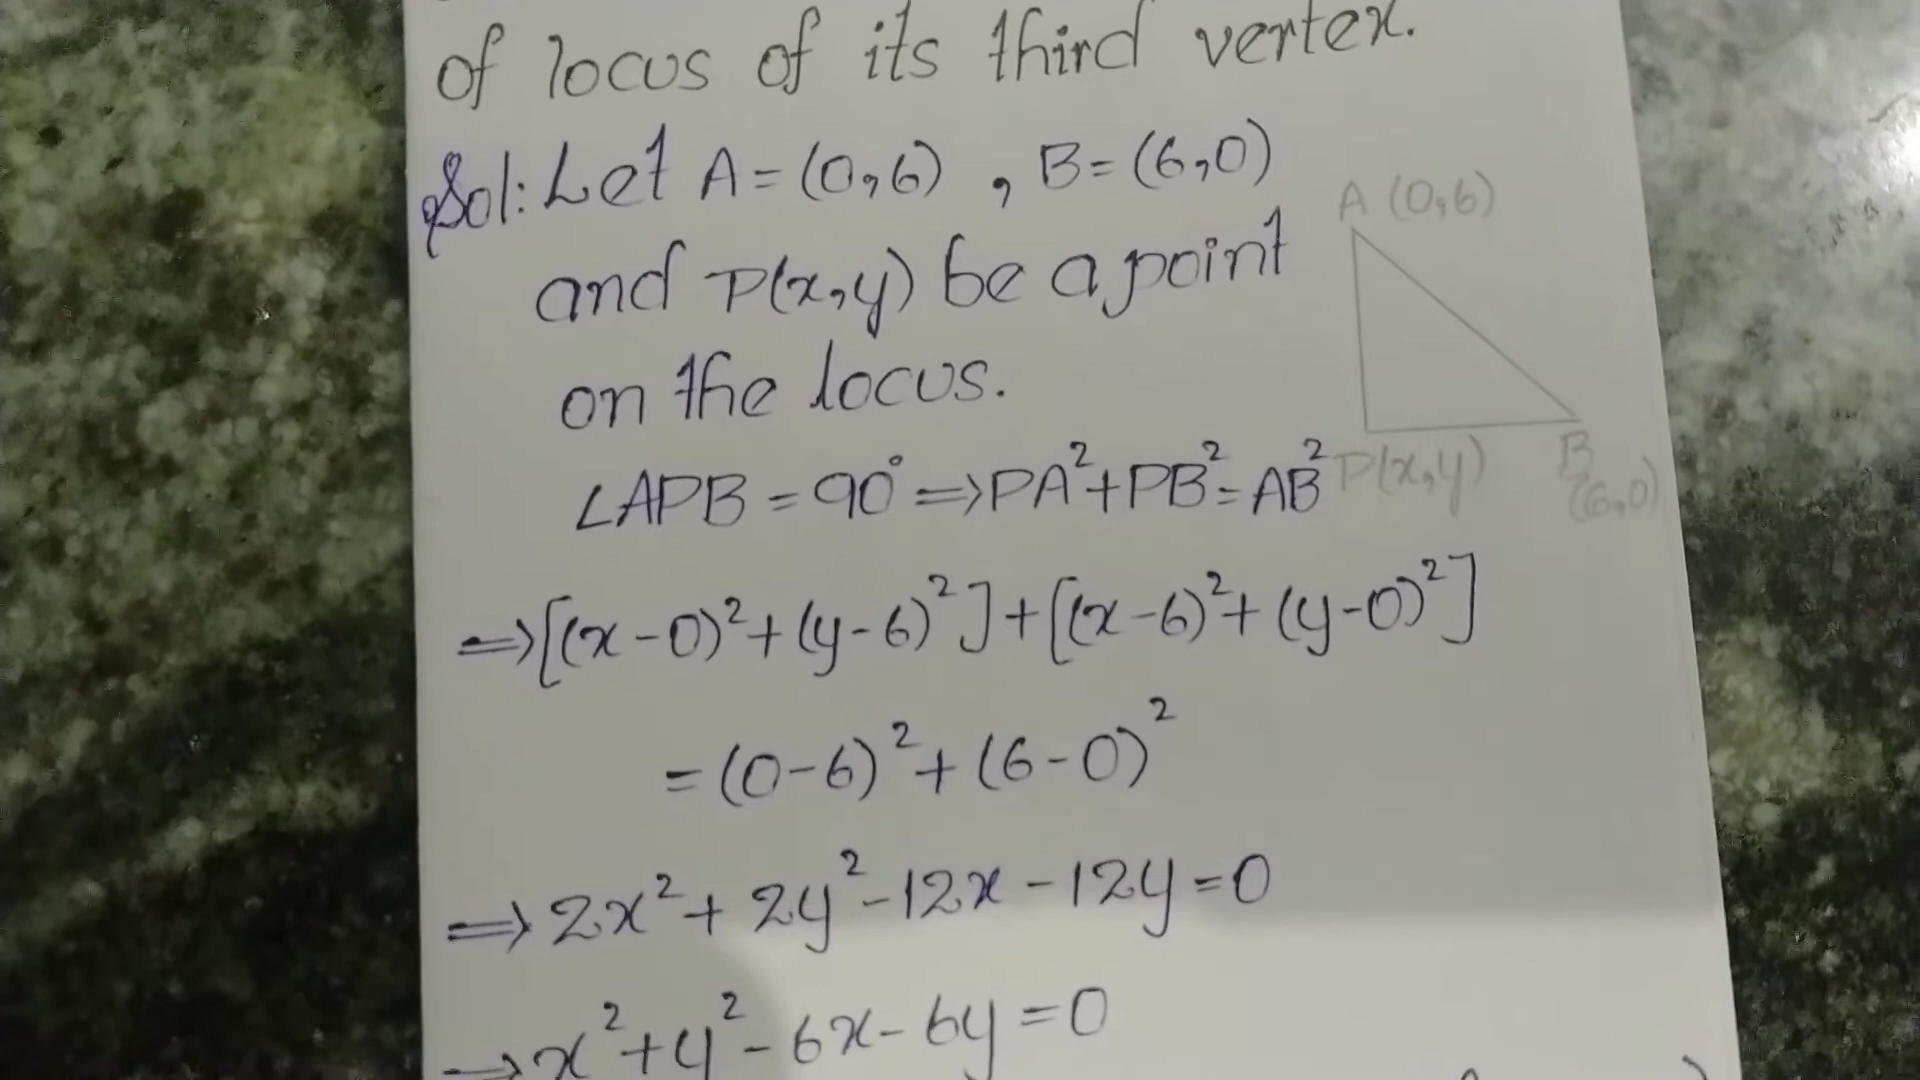 of locus of its third vertex.
Sol: Let A = (0,6) , B = (6,0)
A (0,6)
and P(x,y) be a point
on the locus.
∠APB = 90° ⇒ PA² + PB² = AB²
P(x,y)
B
(6,0)
⇒ [(x-0)² + (y-6)²] + [(x-6)² + (y-0)²]
= (0-6)² + (6-0)²
⇒ 2x² + 2y² - 12x - 12y = 0
⇒ x² + y² - 6x - 6y = 0